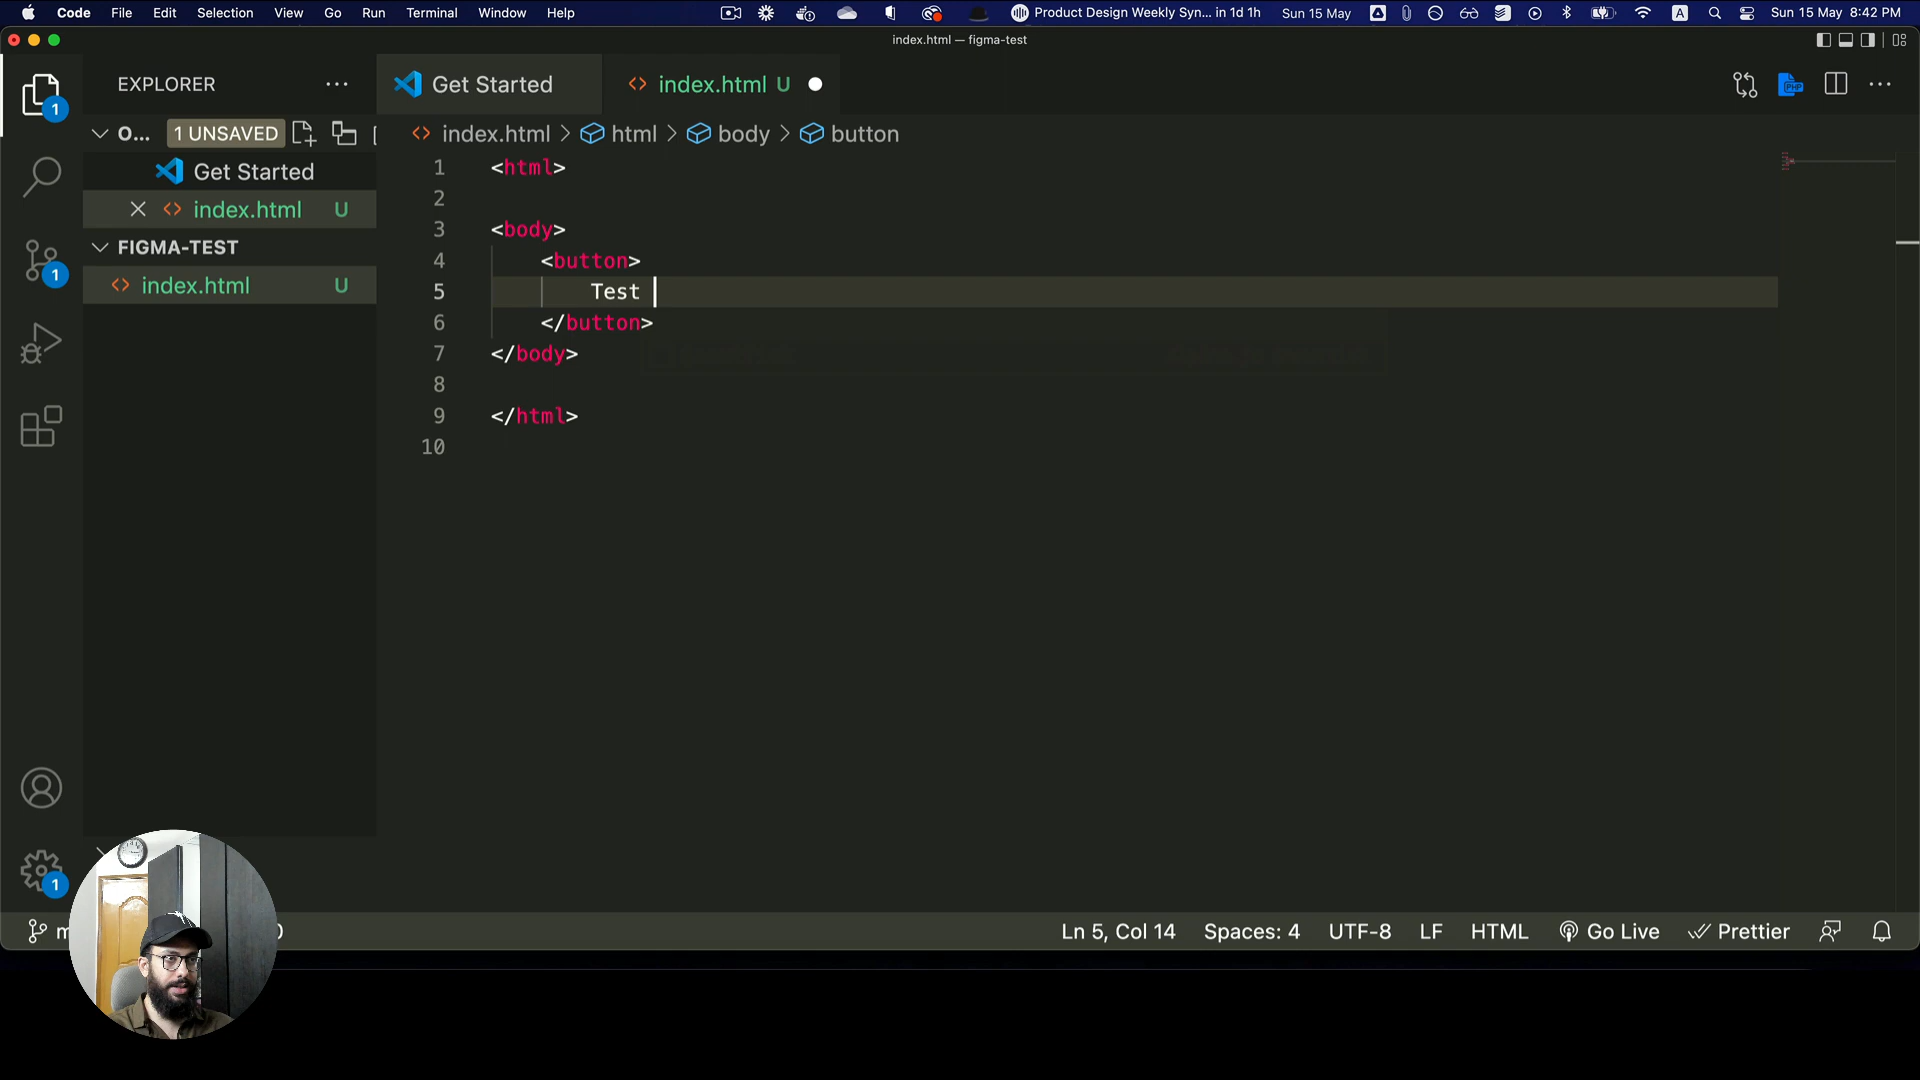 Code File Edit Selection View Go Run Terminal Window Help Product Design Weekly Syn... in 1d 1h Sun 15 May A Sun 15 May 8:42 PM
index.html — figma-test
EXPLORER
Get Started
index.html U
1
O... 1 UNSAVED
index.html > html > body > button
Get Started
index.html U
FIGMA-TEST
index.html U
1
1 <html>
2
3 <body>
4 <button>
5 Test
6 </button>
7 </body>
8
9 </html>
10
PHP
1
Ln 5, Col 14 Spaces: 4 UTF-8 LF HTML Go Live Prettier